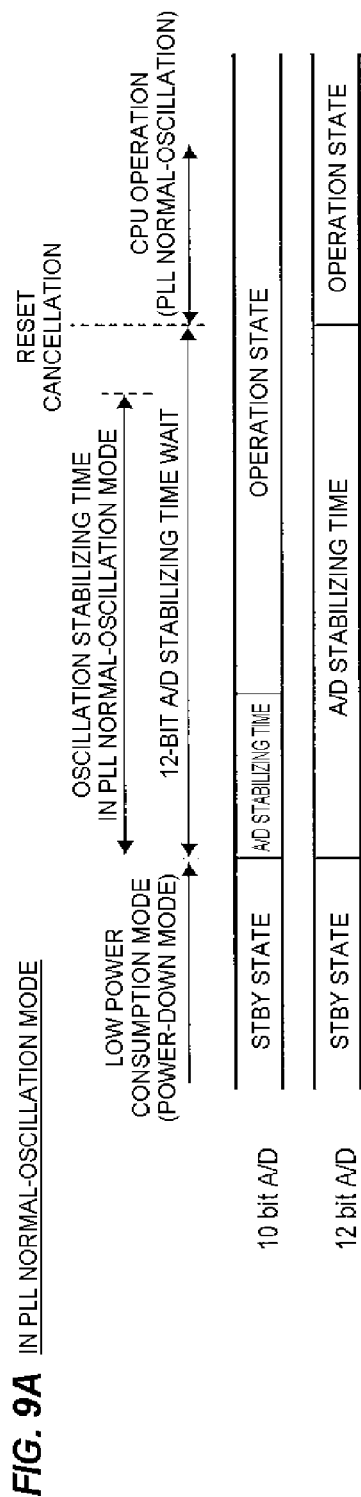 FIG. 9A IN PLL NORMAL-OSCILLATION MODE
RESET
CANCELLATION
OSCILLATION STABILIZING TIME
IN PLL NORMAL-OSCILLATION MODE
LOW POWER
CONSUMPTION MODE
(POWER-DOWN MODE)
12-BIT A/D STABILIZING TIME WAIT
CPU OPERATION
(PLL NORMAL-OSCILLATION)
10 bit A/D
STBY STATE
A/D STABILIZING TIME
OPERATION STATE
12 bit A/D
STBY STATE
A/D STABILIZING TIME
OPERATION STATE